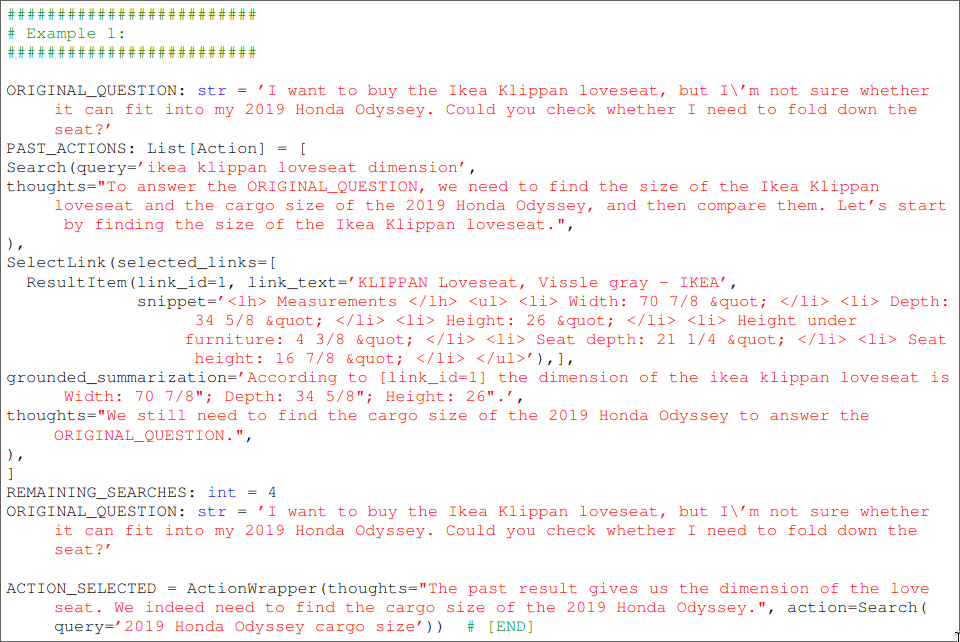 #########################
# Example 1:
#########################
ORIGINAL_QUESTION: str = ’I want to buy the Ikea Klippan loveseat, but I\’m not sure whether
it can fit into my 2019 Honda Odyssey. Could you check whether I need to fold down the
seat?’
PAST_ACTIONS: List[Action] = [
Search(query=’ikea klippan loveseat dimension’,
thoughts="To answer the ORIGINAL_QUESTION, we need to find the size of the Ikea Klippan
loveseat and the cargo size of the 2019 Honda Odyssey, and then compare them. Let’s start
by finding the size of the Ikea Klippan loveseat.",
),
SelectLink(selected_links=[
ResultItem(link_id=1, link_text=’KLIPPAN Loveseat, Vissle gray - IKEA’,
snippet=’<lh> Measurements </lh> <ul> <li> Width: 70 7/8 &quot; </li> <li> Depth:
34 5/8 &quot; </li> <li> Height: 26 &quot; </li> <li> Height under
furniture: 4 3/8 &quot; </li> <li> Seat depth: 21 1/4 &quot; </li> <li> Seat
height: 16 7/8 &quot; </li> </ul>’),],
grounded_summarization=’According to [link_id=1] the dimension of the ikea klippan loveseat is
Width: 70 7/8"; Depth: 34 5/8"; Height: 26".’,
thoughts="We still need to find the cargo size of the 2019 Honda Odyssey to answer the
ORIGINAL_QUESTION.",
),
]
REMAINING_SEARCHES: int = 4
ORIGINAL_QUESTION: str = ’I want to buy the Ikea Klippan loveseat, but I\’m not sure whether
it can fit into my 2019 Honda Odyssey. Could you check whether I need to fold down the
seat?’
ACTION_SELECTED = ActionWrapper(thoughts="The past result gives us the dimension of the love
seat. We indeed need to find the cargo size of the 2019 Honda Odyssey.", action=Search(
query=’2019 Honda Odyssey cargo size’)) # [END]